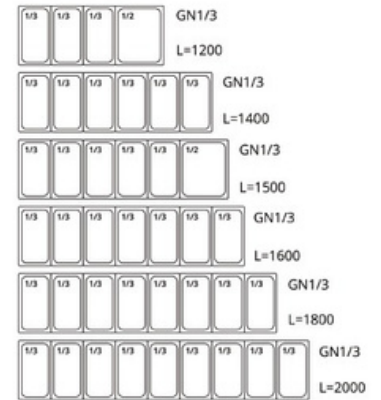 1/3 1/3 1/3 1/2
GN1/3
L=1200
1/3 1/3 1/3 1/3 1/3 1/3
GN1/3
L=1400
1/3 1/3 1/3 1/3 1/3 1/2
GN1/3
L=1500
1/3 1/3 1/3 1/3 1/3 1/3 1/3
GN1/3
L=1600
1/3 1/3 1/3 1/3 1/3 1/3 1/3 1/3
GN1/3
L=1800
1/3 1/3 1/3 1/3 1/3 1/3 1/3 1/3 1/3
GN1/3
L=2000